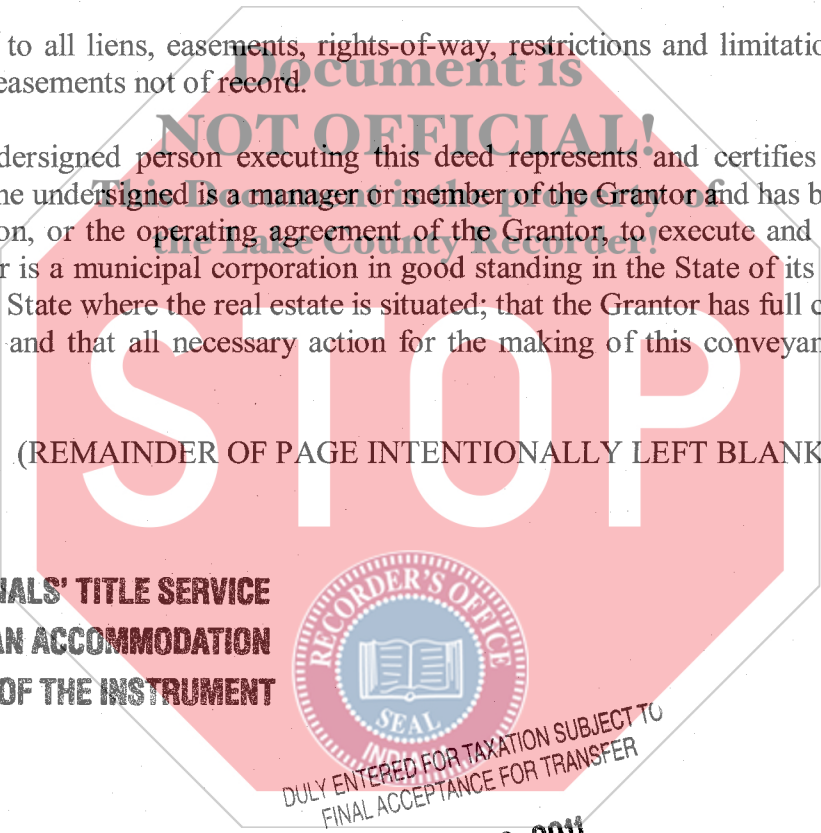 to all liens, easements, rights-of-way, restrictions and limitatio
easements not of record.
Document is
NOT OFFICIAL!
This Document is the property of
the Lake County Recorder!
dersigned person executing this deed represents and certifies
ne undersigned is a manager or member of the Grantor and has b
on, or the operating agreement of the Grantor, to execute and
r is a municipal corporation in good standing in the State of its
State where the real estate is situated; that the Grantor has full c
and that all necessary action for the making of this conveyan
STOP
(REMAINDER OF PAGE INTENTIONALLY LEFT BLANK
NALS' TITLE SERVICE
AN ACCOMMODATION
OF THE INSTRUMENT
RECORDER'S OFFICE
SEAL
INDIANA
DULY ENTERED FOR TAXATION SUBJECT TO
FINAL ACCEPTANCE FOR TRANSFER
2011